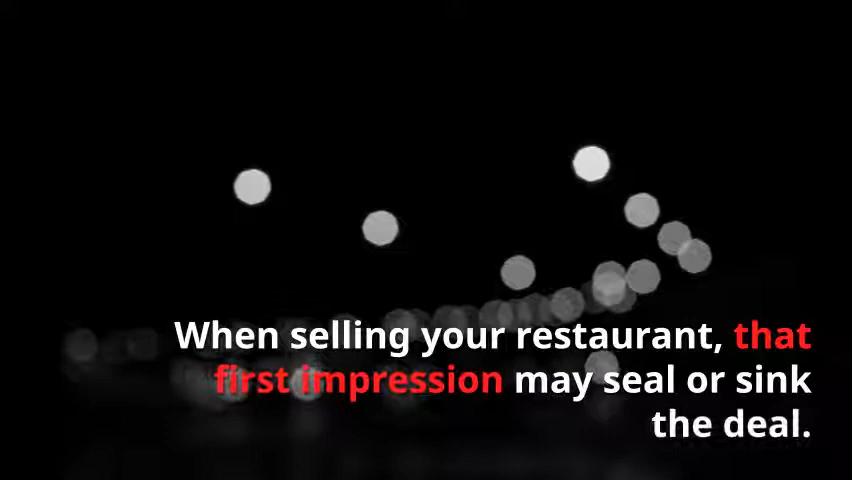 When selling your restaurant, that
first impression may seal or sink
the deal.